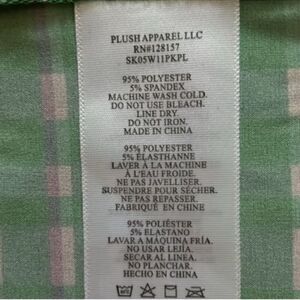 PLUSH APPAREL LLC
RN#128157
SK05W11PKPL
95% POLYESTER
5% SPANDEX
MACHINE WASH COLD.
DO NOT BLEACH.
LINE DRY.
DO NOT IRON.
MADE IN CHINA
95% POLYESTER
5% ÉLASTHANNE
LAVER À LA MACHINE
À L'EAU FROIDE.
NE PAS JAVELLISER.
SUSPENDRE POUR SÉCHER.
NE PAS REPASSER.
FABRIQUÉ EN CHINE
95% POLIÉSTER
5% ELASTANO
LAVAR A MÁQUINA FRÍA.
NO USAR LEJÍA.
SECAR AL LINEA.
NO PLANCHAR.
HECHO EN CHINA